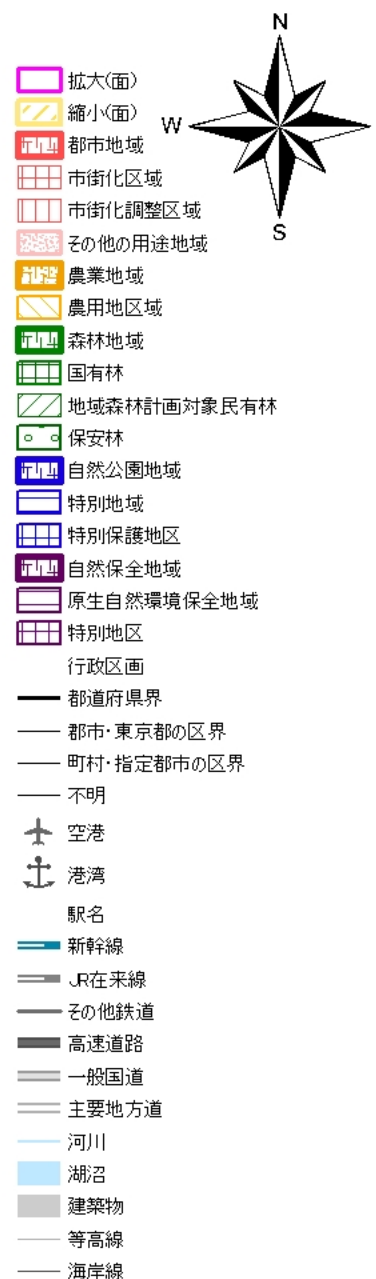 N
W
S
拡大(面)
縮小(面)
都市地域
市街化区域
市街化調整区域
その他の用途地域
農業地域
農用地区域
森林地域
国有林
地域森林計画対象民有林
保安林
自然公園地域
特別地域
特別保護地区
自然保全地域
原生自然環境保全地域
特別地区
行政区画
都道府県界
郡市・東京都の区界
町村・指定都市の区界
不明
空港
港湾
駅名
新幹線
JR在来線
その他鉄道
高速道路
一般国道
主要地方道
河川
湖沼
建築物
等高線
海岸線